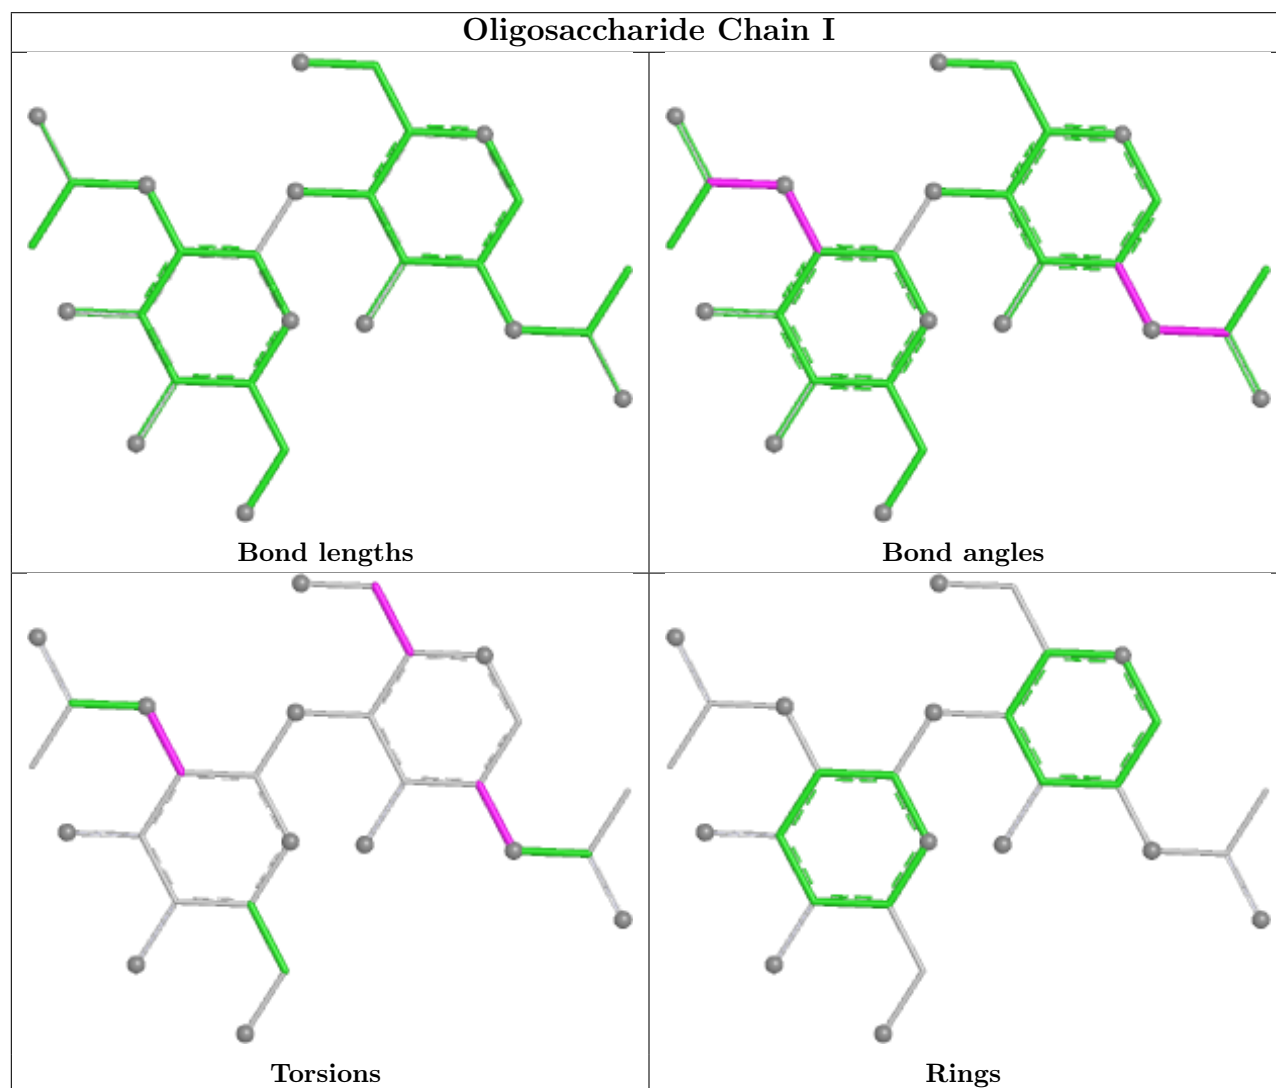 Oligosaccharide Chain I
Bond lengths
Bond angles
Torsions
Rings